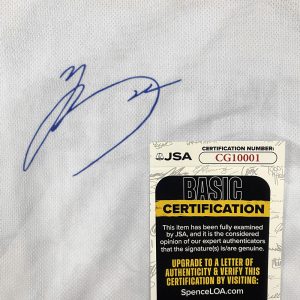 JSA
CERTIFICATION NUMBER:
CG10001
BASIC
CERTIFICATION
This item has been fully examined
by JSA, and it is the considered
opinion of our expert authenticators
that the signature(s) is/are genuine.
UPGRADE TO A LETTER OF
AUTHENTICITY & VERIFY THIS
CERTIFICATION BY VISITING:
SpenceLOA.com